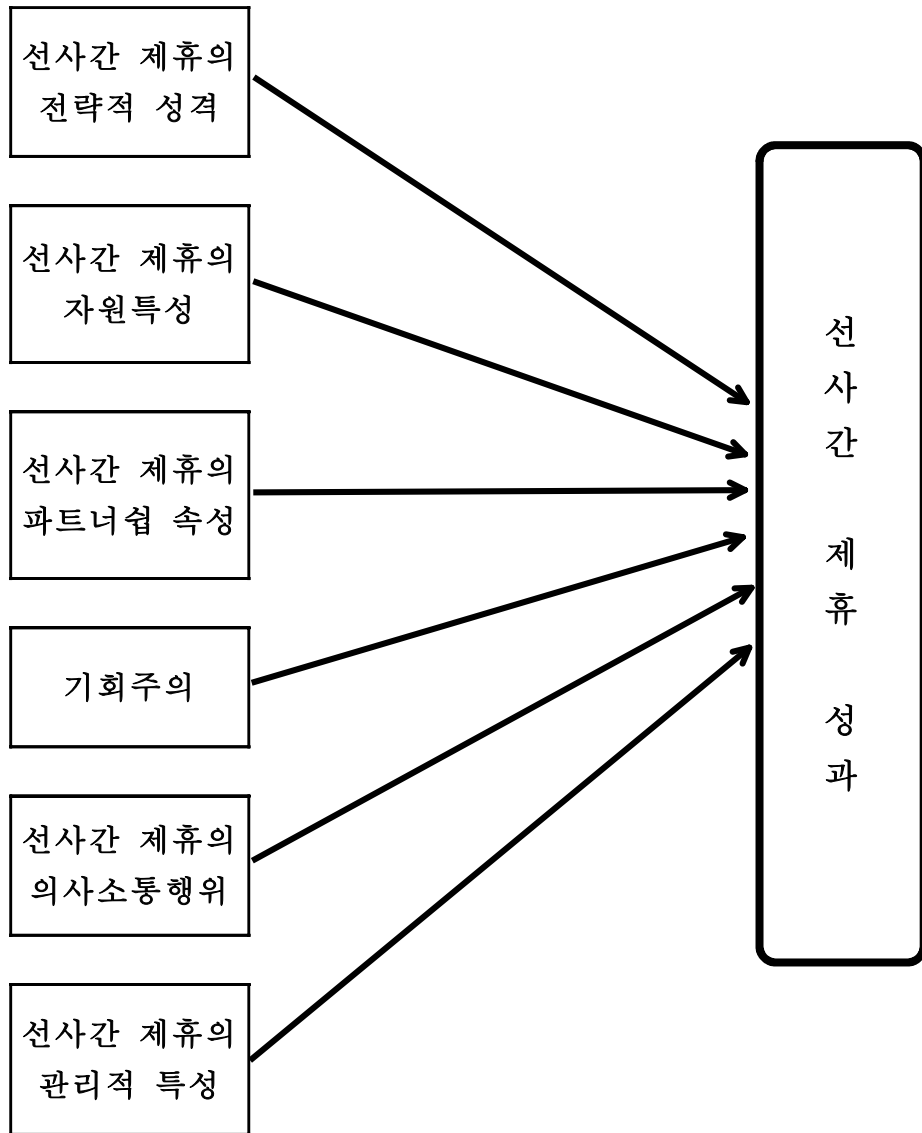 선사간 제휴의
전략적 성격
선사간 제휴의
자원특성
선사간 제휴의
파트너쉽 속성
기회주의
선사간 제휴의
의사소통행위
선사간 제휴의
관리적 특성
선
사
간
제
휴
성
과